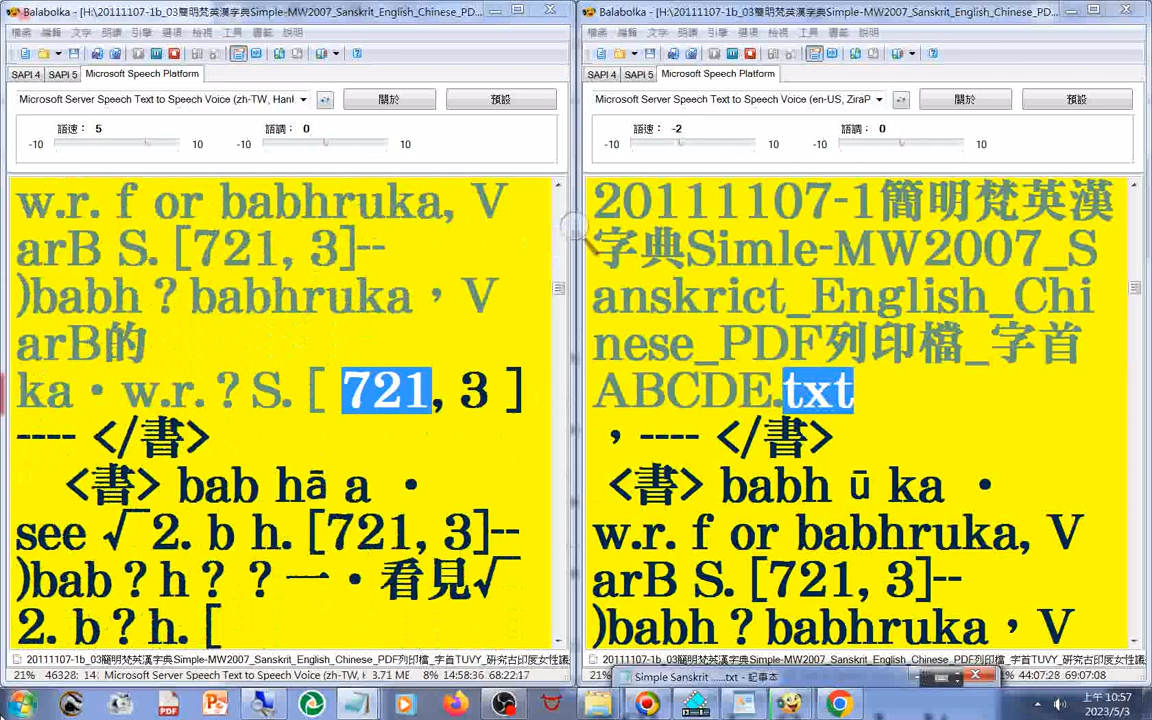 Balabolka - [H:\20111107-1b_03簡明梵英漢字典Simple-MW2007_Sanskrit_English_Chinese_PD...
檔案 編輯 文字 朗讀 引擎 選項 檢視 工具 書籤 說明
SAPI 4 SAPI 5 Microsoft Speech Platform
Microsoft Server Speech Text to Speech Voice (zh-TW, Hanl
關於 預設
語速: 5 語調: 0
-10 10 -10 10
w.r. f or babhruka, V
arB S. [721, 3]--
)babh？babhruka，V
arB的
ka・w.r.？S. [ 721, 3 ]
---- </書>
<書> bab hā a ・
see √ 2. b h. [721, 3]--
)bab？h？？一・看見√
2. b？h. [
20111107-1b_03簡明梵英漢字典Simple-MW2007_Sanskrit_English_Chinese_PDF列印檔_字首TUVY_研究古印度女性議
21% 46328: 14 Microsoft Server Speech Text to Speech Voice (zh-TW, H 3.71 ME 8% 14:58:36 68:22:17
Balabolka - [H:\20111107-1b_03簡明梵英漢字典Simple-MW2007_Sanskrit_English_Chinese_PD...
檔案 編輯 文字 朗讀 引擎 選項 檢視 工具 書籤 說明
SAPI 4 SAPI 5 Microsoft Speech Platform
Microsoft Server Speech Text to Speech Voice (en-US, ZiraP
關於 預設
語速: -2 語調: 0
-10 10 -10 10
20111107-1簡明梵英漢
字典Simle-MW2007_S
anskrict_English_Chi
nese_PDF列印檔_字首
ABCDE.txt
，---- </書>
<書> babh ū ka ・
w.r. f or babhruka, V
arB S. [721, 3]--
)babh？babhruka，V
20111107-1b_03簡明梵英漢字典Simple-MW2007_Sanskrit_English_Chinese_PDF列印檔_字首TUVY_研究古印度女性議
21% 1% 44:07:28 69:07:08
Simple Sanskrit ......txt - 記事本
上午 10:57
2023/5/3